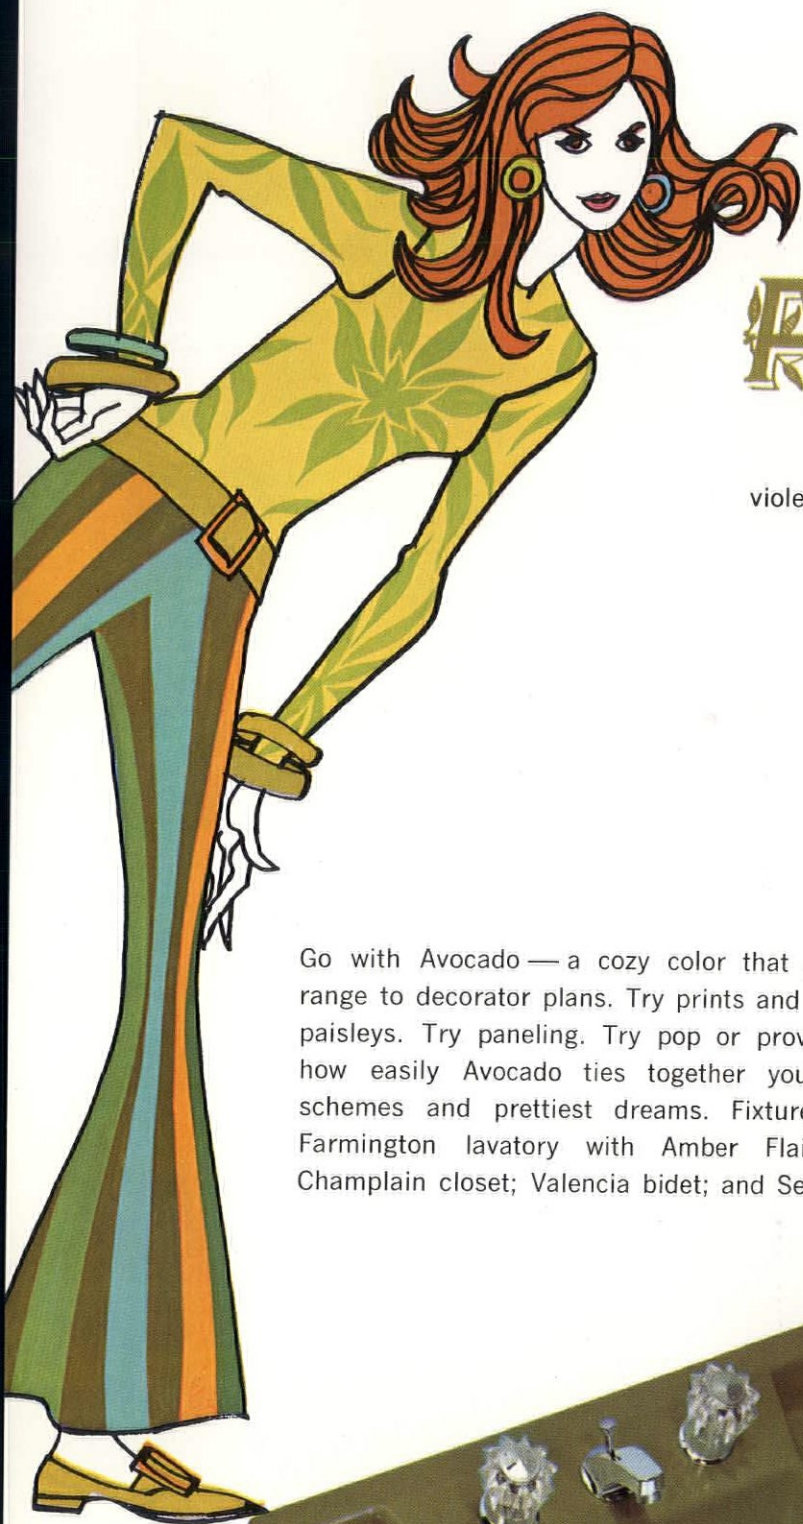 viole
Go with Avocado — a cozy color that
range to decorator plans. Try prints and
paisleys. Try paneling. Try pop or prov
how easily Avocado ties together you
schemes and prettiest dreams. Fixture
Farmington lavatory with Amber Flai
Champlain closet; Valencia bidet; and Se